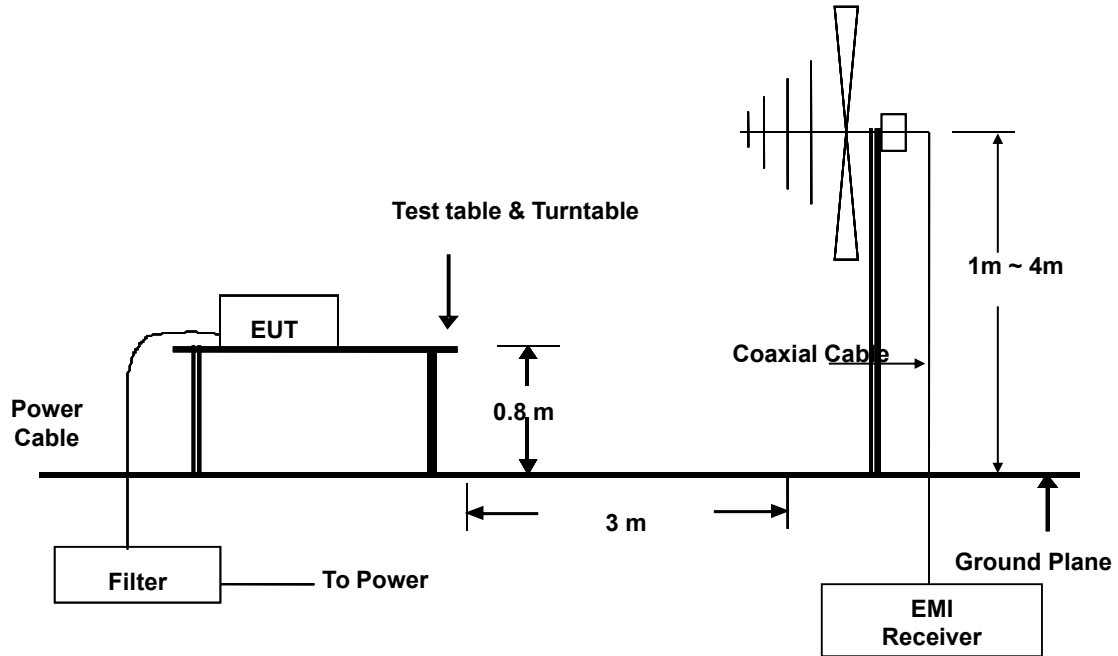 Test table & Turntable
1m ~ 4m
EUT
Coaxial Cable
0.8 m
Power
Cable
3 m
Ground Plane
Filter
To Power
EMI
Receiver